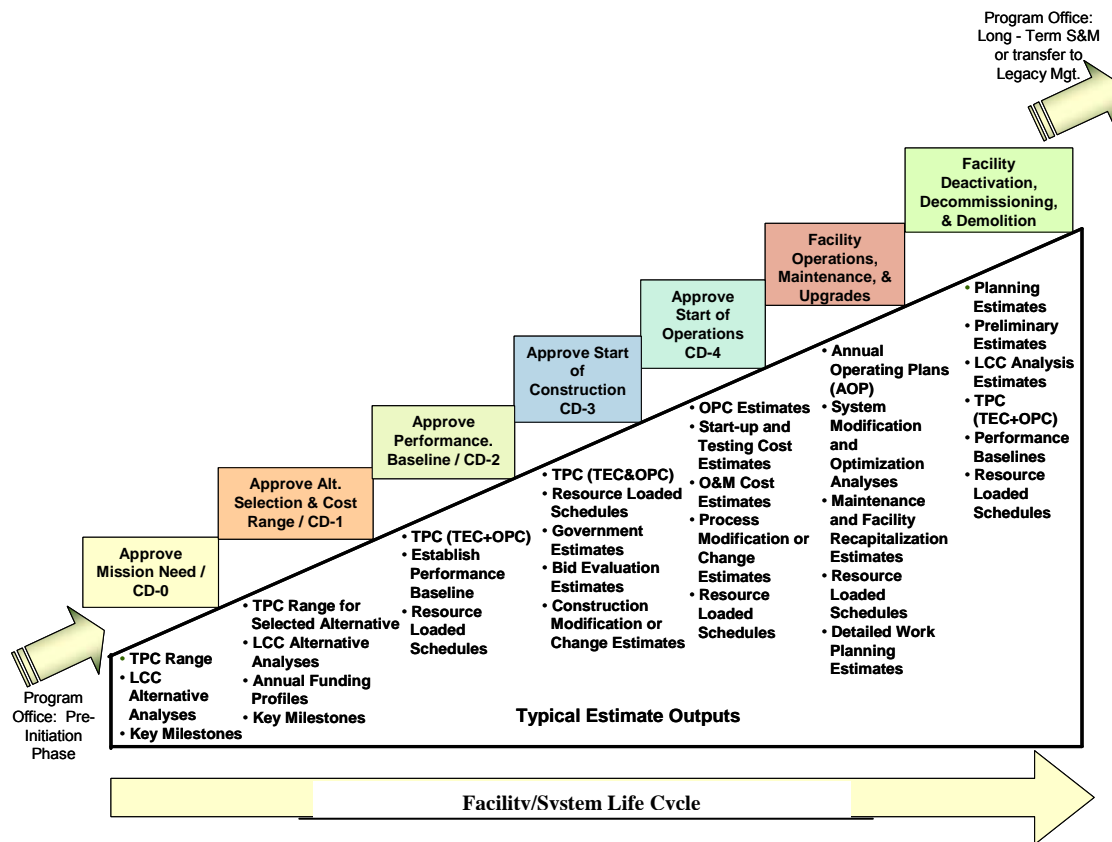 Program Office:
Long - Term S&M
or transfer to
Legacy Mgt.
Facility
Deactivation,
Decommissioning,
& Demolition
Facility
Operations,
Maintenance, &
Upgrades
Approve
Start of
Operations
CD-4
Approve Start
of
Construction
CD-3
Approve
Performance.
Baseline / CD-2
Approve Alt.
Selection & Cost
Range / CD-1
Approve
Mission Need /
CD-0
Program
Office: Pre-
Initiation
Phase
• TPC Range
• LCC
Alternative
Analyses
• Key Milestones
• TPC Range for
Selected Alternative
• LCC Alternative
Analyses
• Annual Funding
Profiles
• Key Milestones
• TPC (TEC+OPC)
• Establish
Performance
Baseline
• Resource
Loaded
Schedules
• TPC (TEC&OPC)
• Resource Loaded
Schedules
• Government
Estimates
• Bid Evaluation
Estimates
• Construction
Modification or
Change Estimates
• OPC Estimates
• Start-up and
Testing Cost
Estimates
• O&M Cost
Estimates
• Process
Modification or
Change
Estimates
• Resource
Loaded
Schedules
• Annual
Operating Plans
(AOP)
• System
Modification
and
Optimization
Analyses
• Maintenance
and Facility
Recapitalization
Estimates
• Resource
Loaded
Schedules
• Detailed Work
Planning
Estimates
• Planning
Estimates
• Preliminary
Estimates
• LCC Analysis
Estimates
• TPC
(TEC+OPC)
• Performance
Baselines
• Resource
Loaded
Schedules
Typical Estimate Outputs
Facility/System Life Cycle